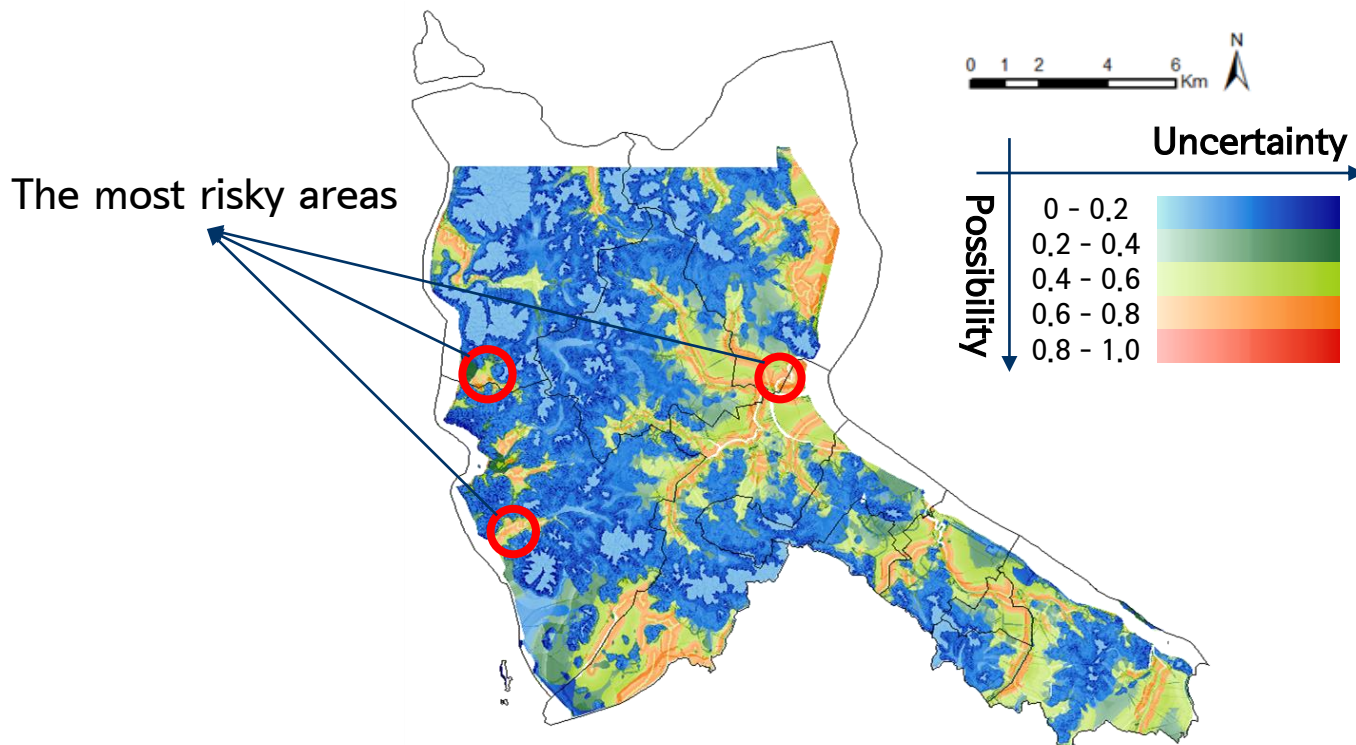 0 1 2 4 6
Km
N
Uncertainty
The most risky areas
Possibility
0 - 0.2
0.2 - 0.4
0.4 - 0.6
0.6 - 0.8
0.8 - 1.0